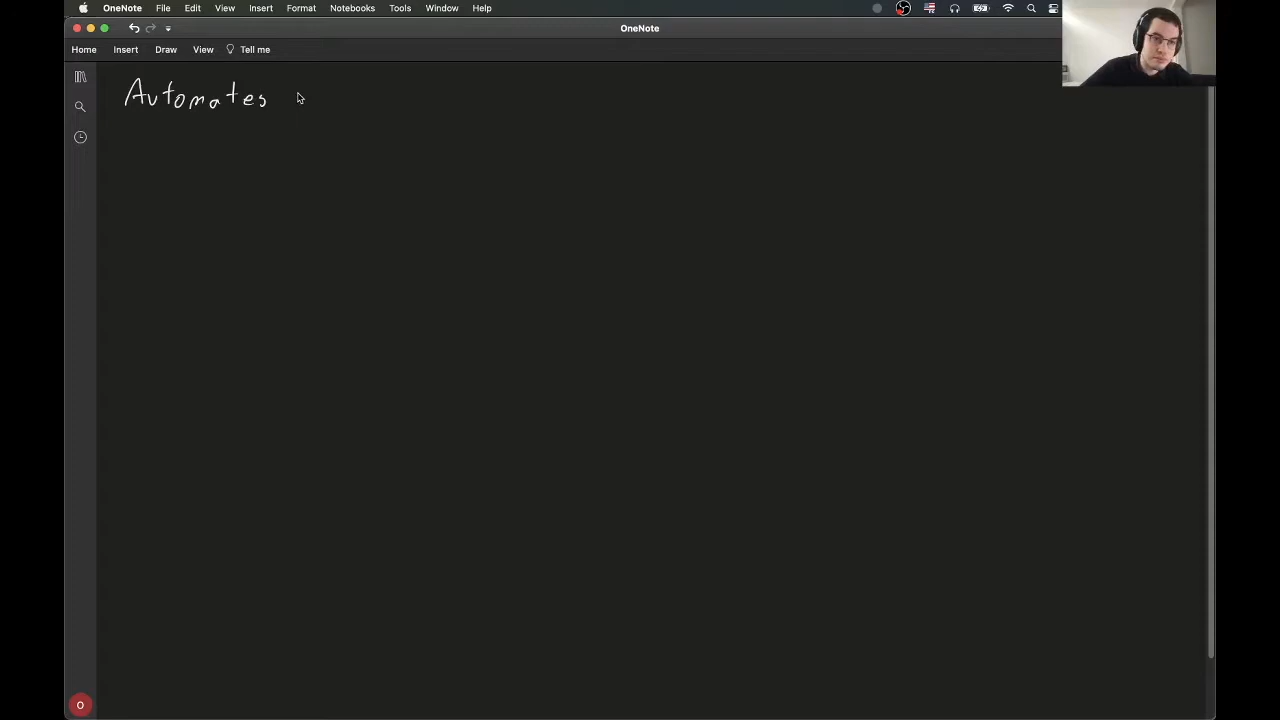 OneNote File Edit View Insert Format Notebooks Tools Window Help
OneNote
Home Insert Draw View Tell me
Automates
O